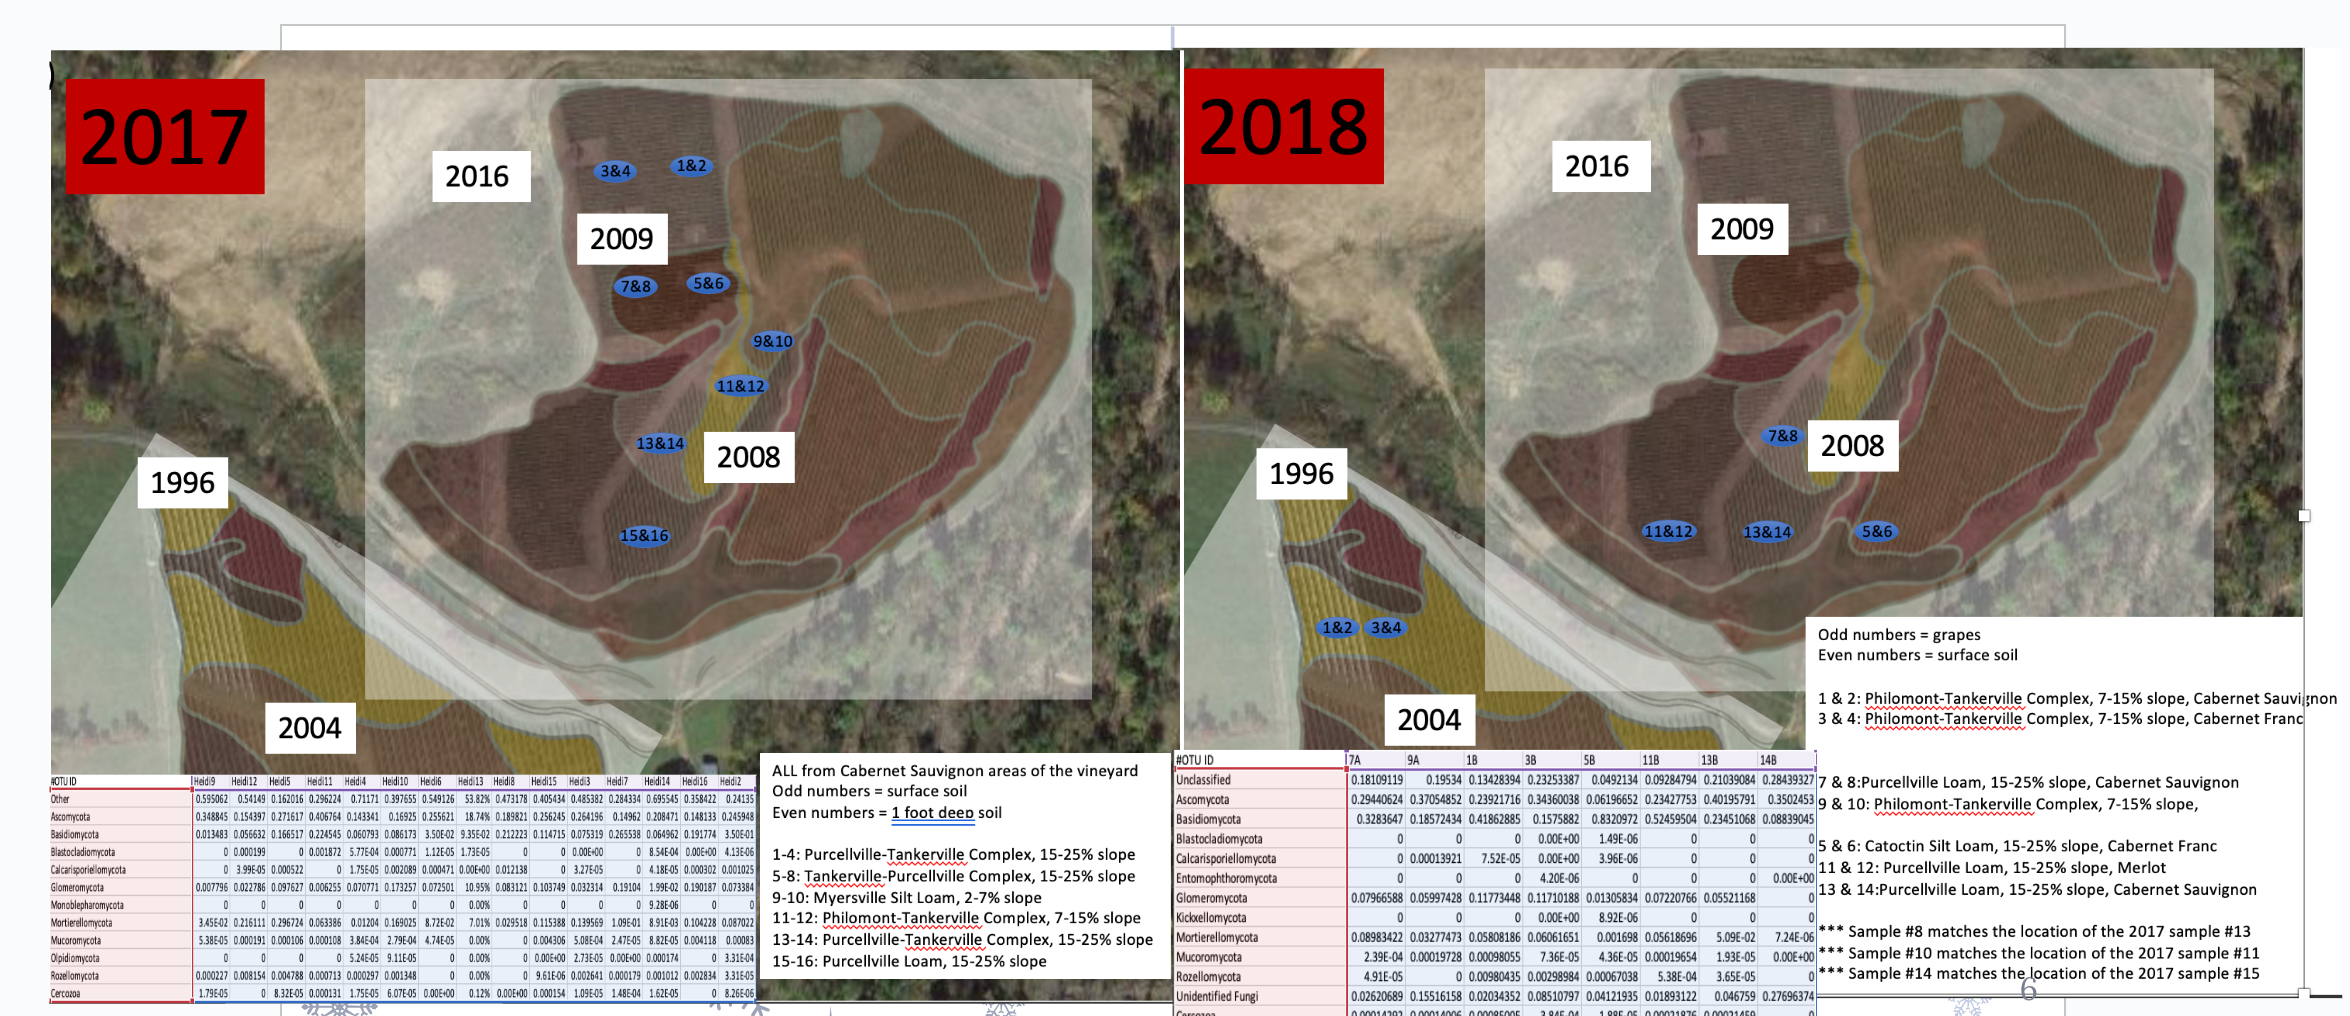 2017
2016
3&4
1&2
2009
7&8
5&6
9&10
11&12
13&14
2008
15&16
1996
2004
#OTU ID Heidi9 Heidi12 Heidi5 Heidi11 Heidi4 Heidi10 Heidi6 Heidi13 Heidi8 Heidi15 Heidi3 Heidi7 Heidi14 Heidi16 Heidi2
Other 0.595062 0.54149 0.162016 0.296224 0.71171 0.397655 0.549126 53.82% 0.473178 0.405434 0.485382 0.284334 0.695545 0.358422 0.24135
Ascomycota 0.348845 0.154397 0.271617 0.406764 0.143341 0.16925 0.255621 18.74% 0.189821 0.256245 0.264196 0.14962 0.208471 0.148133 0.245948
Basidiomycota 0.013483 0.056632 0.166517 0.224545 0.060793 0.086173 3.50E-02 9.35E-02 0.212223 0.114715 0.075319 0.265538 0.064962 0.191774 3.50E-01
Blastocladiomycota 0 0.000199 0 0.001872 5.77E-04 0.000771 1.12E-05 1.73E-05 0 0 0.00E+00 0 8.54E-04 0.00E+00 4.13E-06
Calcarisporiellomycota 0 3.99E-05 0.000522 0 1.75E-05 0.002089 0.000471 0.00E+00 0.012138 0 3.27E-05 0 4.18E-05 0.000302 0.001025
Glomeromycota 0.007796 0.022786 0.097627 0.006255 0.070771 0.173257 0.072501 10.95% 0.083121 0.103749 0.032314 0.19104 1.99E-02 0.190187 0.073384
Monoblepharomycota 0 0 0 0 0 0 0 0.00% 0 0 0 0 9.28E-06 0 0
Mortierellomycota 3.45E-02 0.216111 0.296724 0.063386 0.01204 0.169025 8.72E-02 7.01% 0.029518 0.115388 0.139569 1.09E-01 8.91E-03 0.104228 0.087022
Mucoromycota 5.38E-05 0.000191 0.000106 0.000108 3.84E-04 2.79E-04 4.74E-05 0.00% 0 0.004306 5.08E-04 2.47E-05 8.82E-05 0.004118 0.00083
Olpidiomycota 0 0 0 0 5.24E-05 9.11E-05 0 0.00% 0 0.00E+00 2.73E-05 0.00E+00 0.000174 0 3.31E-04
Rozellomycota 0.000227 0.008154 0.004788 0.000713 0.000297 0.001348 0 0.00% 0 9.61E-06 0.002641 0.000179 0.001012 0.002834 3.31E-05
Cercozoa 1.79E-05 0 8.32E-05 0.000131 1.75E-05 6.07E-05 0.00E+00 0.12% 0.00E+00 0.000154 1.09E-05 1.48E-04 1.62E-05 0 8.26E-06
ALL from Cabernet Sauvignon areas of the vineyard
Odd numbers = surface soil
Even numbers = 1 foot deep soil
1-4: Purcellville-Tankerville Complex, 15-25% slope
5-8: Tankerville-Purcellville Complex, 15-25% slope
9-10: Myersville Silt Loam, 2-7% slope
11-12: Philomont-Tankerville Complex, 7-15% slope
13-14: Purcellville-Tankerville Complex, 15-25% slope
15-16: Purcellville Loam, 15-25% slope
2018
2016
2009
7&8
2008
11&12
13&14
5&6
1996
1&2
3&4
2004
#OTU ID 7A 9A 1B 3B 5B 11B 13B 14B
Unclassified 0.18109119 0.19534 0.13428394 0.23253387 0.0492134 0.09284794 0.21039084 0.28439327
Ascomycota 0.29440624 0.37054852 0.23921716 0.34360038 0.06196652 0.23427753 0.40195791 0.3502453
Basidiomycota 0.3283647 0.18572434 0.41862885 0.1575882 0.8320972 0.52459504 0.23451068 0.08839045
Blastocladiomycota 0 0 0 0.00E+00 1.49E-06 0 0 0
Calcarisporiellomycota 0 0.00013921 7.52E-05 0.00E+00 3.96E-06 0 0 0
Entomophthoromycota 0 0 0 4.20E-06 0 0 0 0.00E+00
Glomeromycota 0.07966588 0.05997428 0.11773448 0.11710188 0.01305834 0.07220766 0.05521168 0
Kickxellomycota 0 0 0 0.00E+00 8.92E-06 0 0 0
Mortierellomycota 0.08983422 0.03277473 0.05808186 0.06061651 0.001698 0.05618696 5.09E-02 7.24E-06
Mucoromycota 2.39E-04 0.00019728 0.00098055 7.36E-05 4.36E-05 0.00019654 1.93E-05 0.00E+00
Rozellomycota 4.91E-05 0 0.00980435 0.00298984 0.00067038 5.38E-04 3.65E-05 0
Unidentified Fungi 0.02620689 0.15516158 0.02034352 0.08510797 0.04121935 0.01893122 0.046759 0.27696374
Odd numbers = grapes
Even numbers = surface soil
1 & 2: Philomont-Tankerville Complex, 7-15% slope, Cabernet Sauvignon
3 & 4: Philomont-Tankerville Complex, 7-15% slope, Cabernet Franc
7 & 8:Purcellville Loam, 15-25% slope, Cabernet Sauvignon
9 & 10: Philomont-Tankerville Complex, 7-15% slope,
5 & 6: Catoctin Silt Loam, 15-25% slope, Cabernet Franc
11 & 12: Purcellville Loam, 15-25% slope, Merlot
13 & 14:Purcellville Loam, 15-25% slope, Cabernet Sauvignon
*** Sample #8 matches the location of the 2017 sample #13
*** Sample #10 matches the location of the 2017 sample #11
*** Sample #14 matches the location of the 2017 sample #15
6